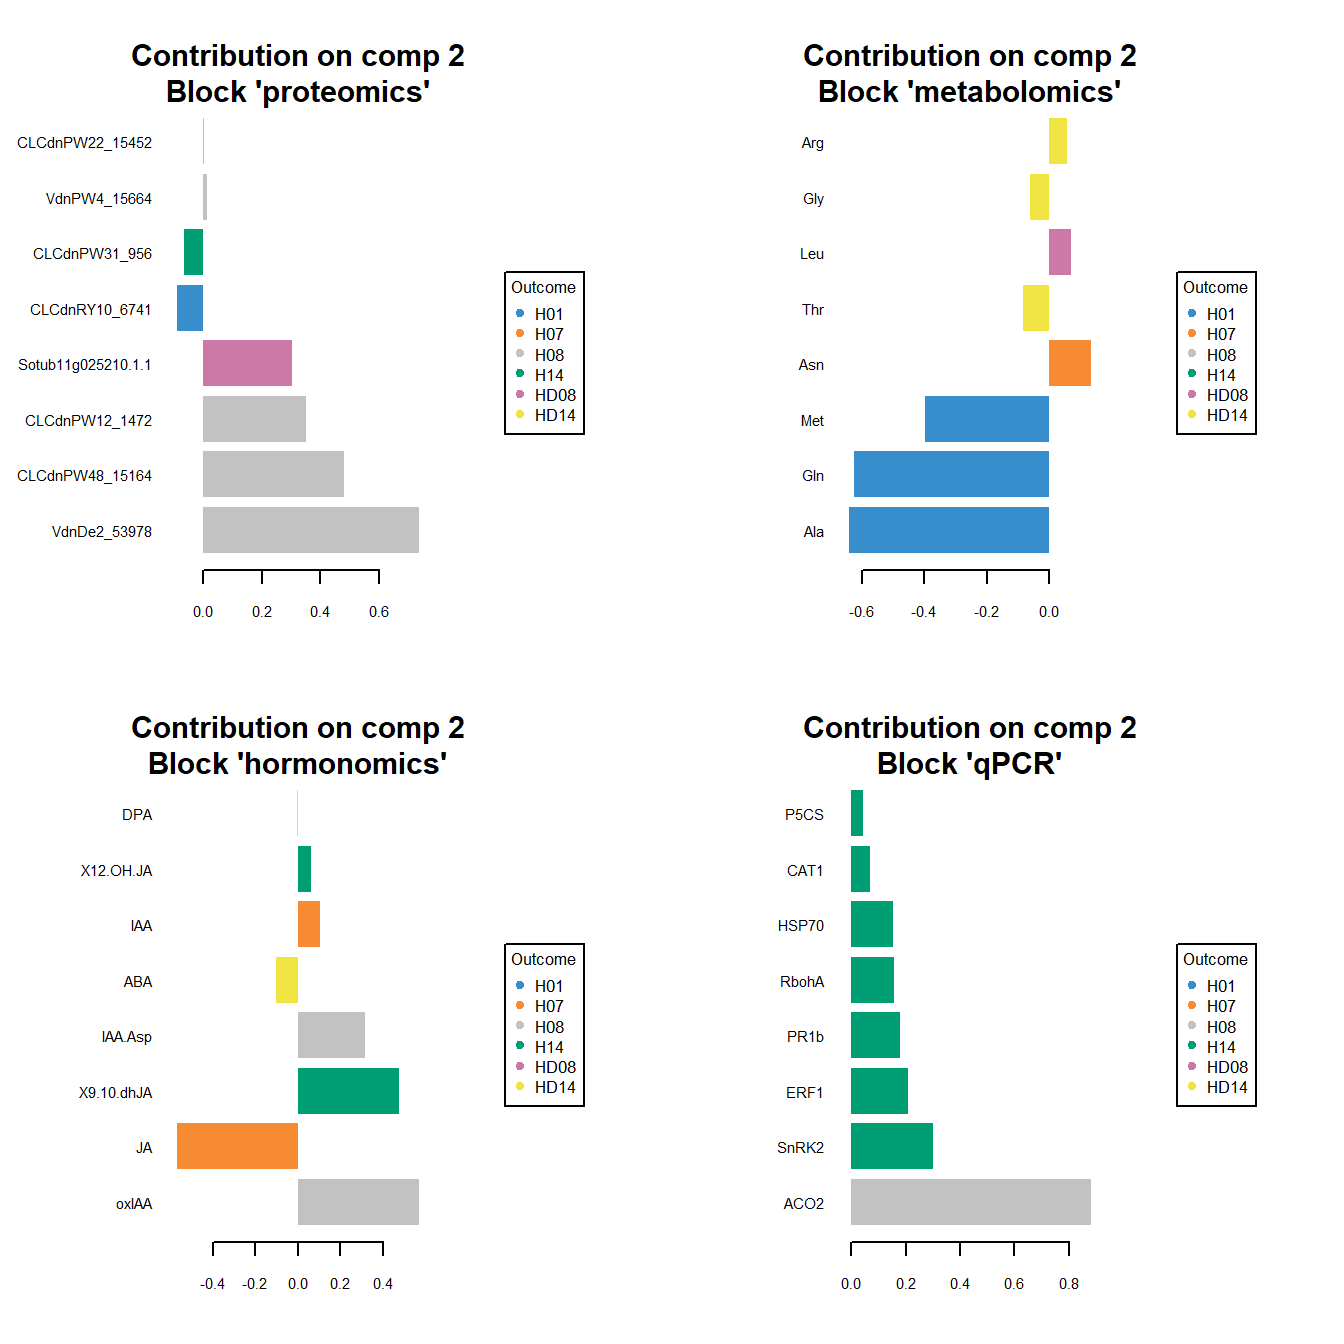 Contribution on comp 2
Block 'proteomics'
CLCdnPW22_15452
VdnPW4_15664
CLCdnPW31_956
CLCdnRY10_6741
Sotub11g025210.1.1
CLCdnPW12_1472
CLCdnPW48_15164
VdnDe2_53978
0.0 0.2 0.4 0.6
Outcome
H01
H07
H08
H14
HD08
HD14
Contribution on comp 2
Block 'metabolomics'
Arg
Gly
Leu
Thr
Asn
Met
Gln
Ala
-0.6 -0.4 -0.2 0.0
Outcome
H01
H07
H08
H14
HD08
HD14
Contribution on comp 2
Block 'hormonomics'
DPA
X12.OH.JA
IAA
ABA
IAA.Asp
X9.10.dhJA
JA
oxIAA
-0.4 -0.2 0.0 0.2 0.4
Outcome
H01
H07
H08
H14
HD08
HD14
Contribution on comp 2
Block 'qPCR'
P5CS
CAT1
HSP70
RbohA
PR1b
ERF1
SnRK2
ACO2
0.0 0.2 0.4 0.6 0.8
Outcome
H01
H07
H08
H14
HD08
HD14